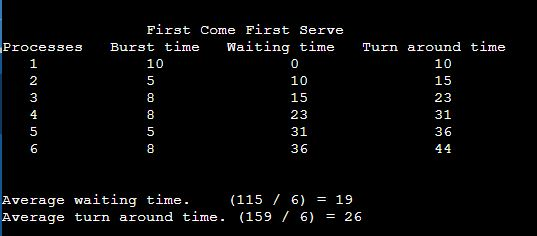 First Come First Serve
Processes Burst time Waiting time Turn around time
1 10 0 10
2 5 10 15
3 8 15 23
4 8 23 31
5 5 31 36
6 8 36 44
Average waiting time. (115 / 6) = 19
Average turn around time. (159 / 6) = 26